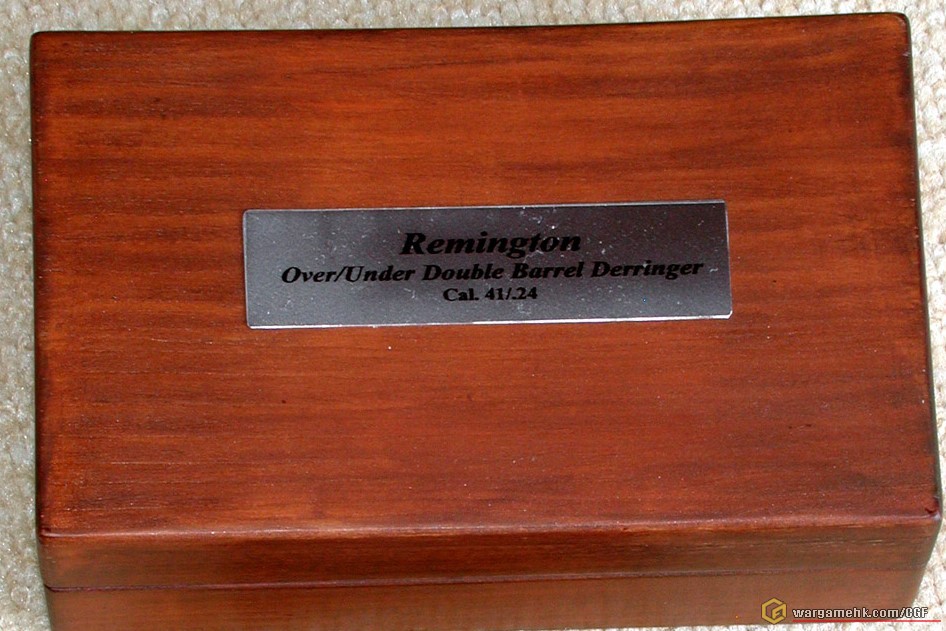 Remington
Over/Under Double Barrel Derringer
Cal. 41/.24
wargamehk.com/CGF